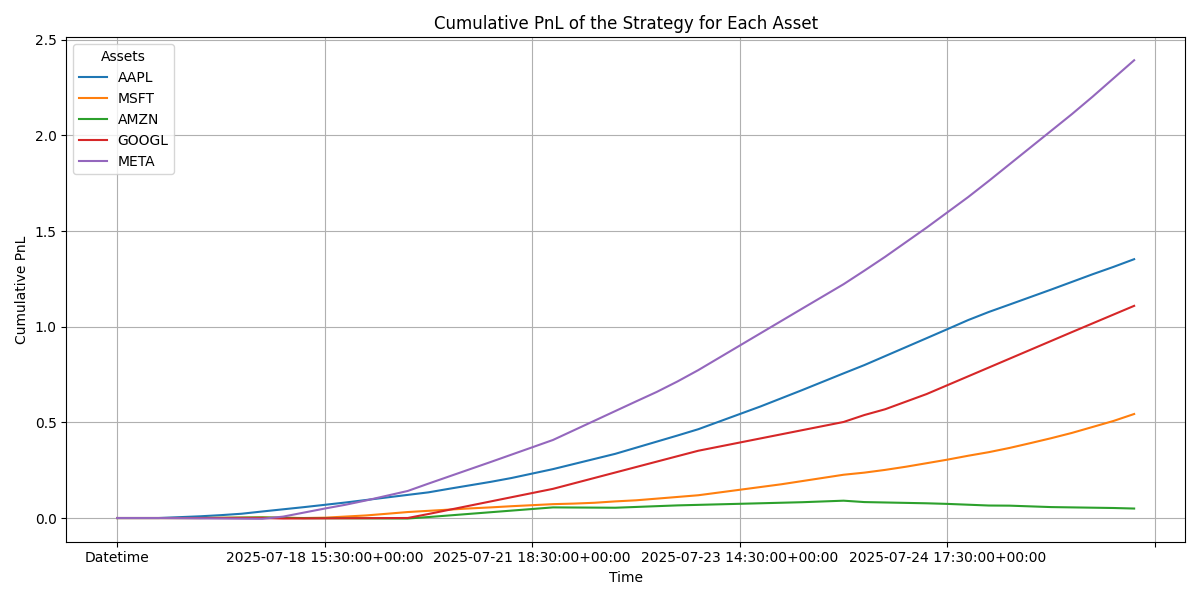 Cumulative PnL of the Strategy for Each Asset
2.5
2.0
1.5
1.0
0.5
0.0
Cumulative PnL
Assets
AAPL
MSFT
AMZN
GOOGL
META
Datetime
2025-07-18 15:30:00+00:00
2025-07-21 18:30:00+00:00
2025-07-23 14:30:00+00:00
2025-07-24 17:30:00+00:00
Time